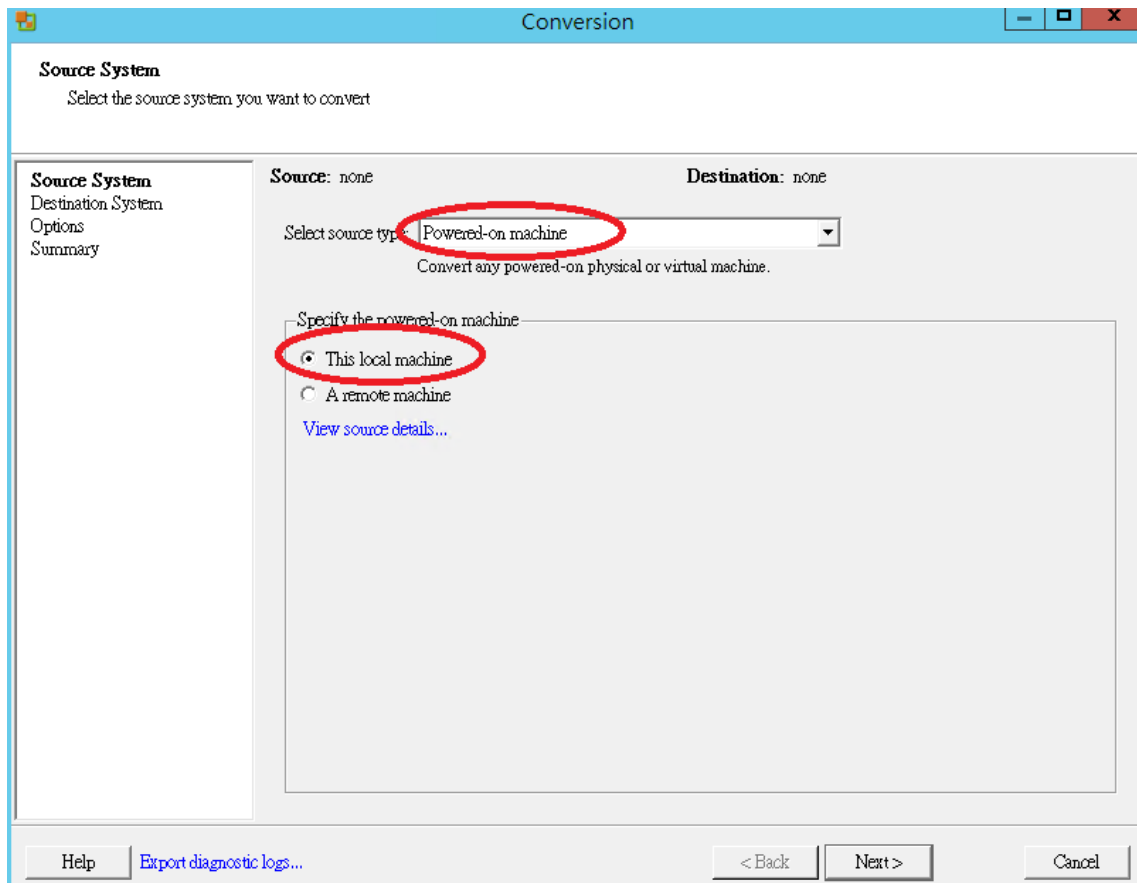 Conversion
Source System
Select the source system you want to convert
Source System
Destination System
Options
Summary
Source: none
Destination: none
Select source type: Powered-on machine
Convert any powered-on physical or virtual machine.
Specify the powered-on machine
This local machine
A remote machine
View source details...
Help
Export diagnostic logs...
< Back
Next >
Cancel